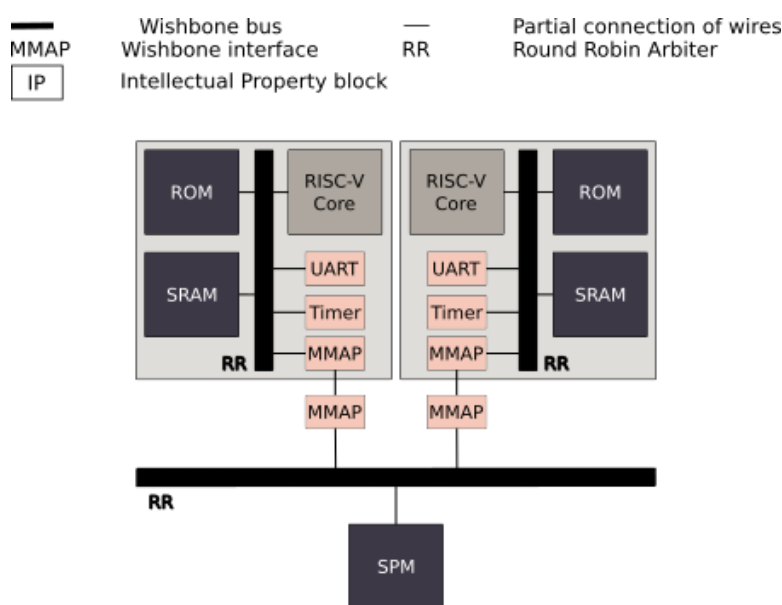 Wishbone bus
Partial connection of wires
MMAP Wishbone interface
RR Round Robin Arbiter
IP Intellectual Property block
ROM
RISC-V
Core
SRAM
UART
Timer
MMAP
RR
RISC-V
Core
ROM
UART
SRAM
Timer
MMAP
RR
MMAP
MMAP
RR
SPM